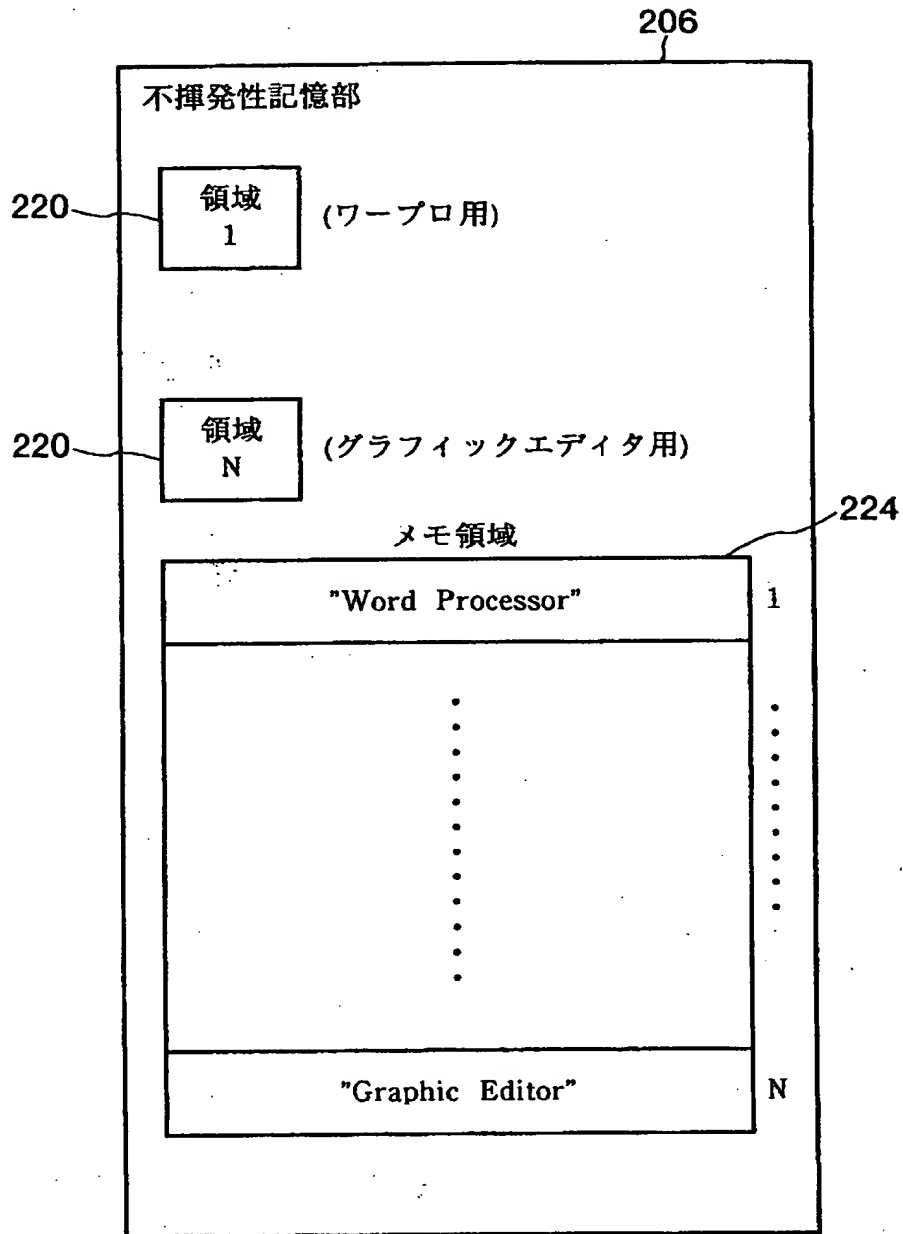 206
不揮発性記憶部
220
領域
1
(ワープロ用)
220
領域
N
(グラフィックエディタ用)
メモ領域
224
"Word Processor"
1
"Graphic Editor"
N